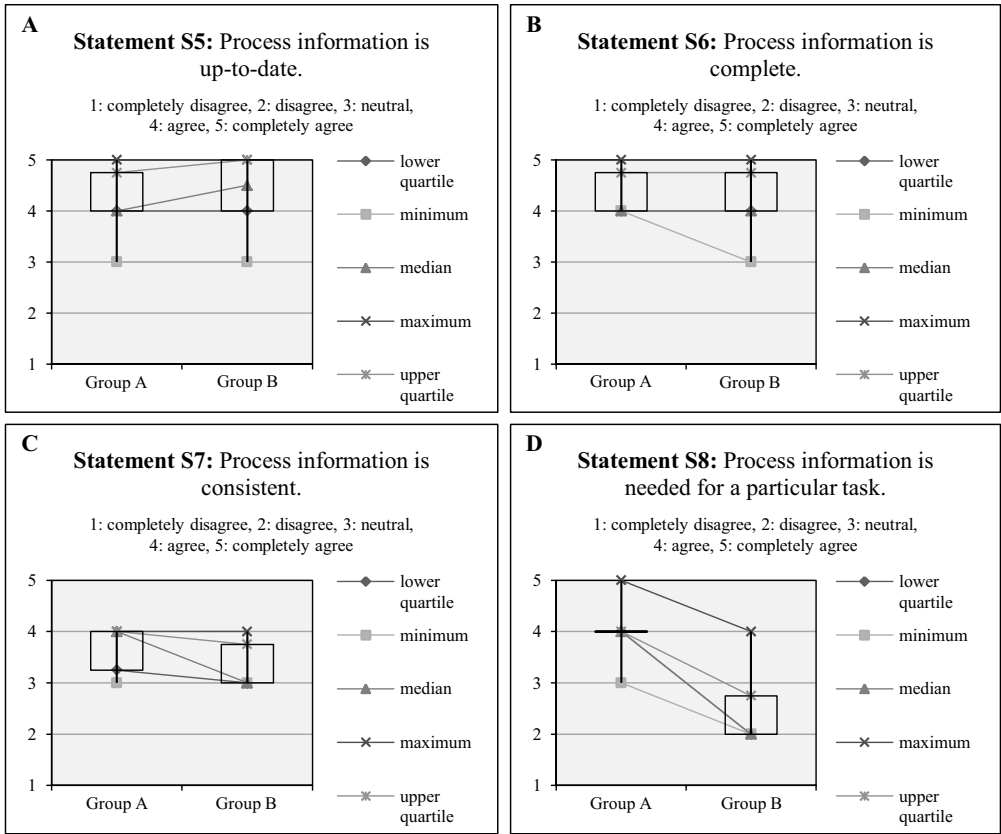 A
Statement S5: Process information is
up-to-date.
1: completely disagree, 2: disagree, 3: neutral,
4: agree, 5: completely agree
5
4
3
2
1
Group A
Group B
lower
quartile
minimum
median
maximum
upper
quartile
B
Statement S6: Process information is
complete.
1: completely disagree, 2: disagree, 3: neutral,
4: agree, 5: completely agree
5
4
3
2
1
Group A
Group B
lower
quartile
minimum
median
maximum
upper
quartile
C
Statement S7: Process information is
consistent.
1: completely disagree, 2: disagree, 3: neutral,
4: agree, 5: completely agree
5
4
3
2
1
Group A
Group B
lower
quartile
minimum
median
maximum
upper
quartile
D
Statement S8: Process information is
needed for a particular task.
1: completely disagree, 2: disagree, 3: neutral,
4: agree, 5: completely agree
5
4
3
2
1
Group A
Group B
lower
quartile
minimum
median
maximum
upper
quartile